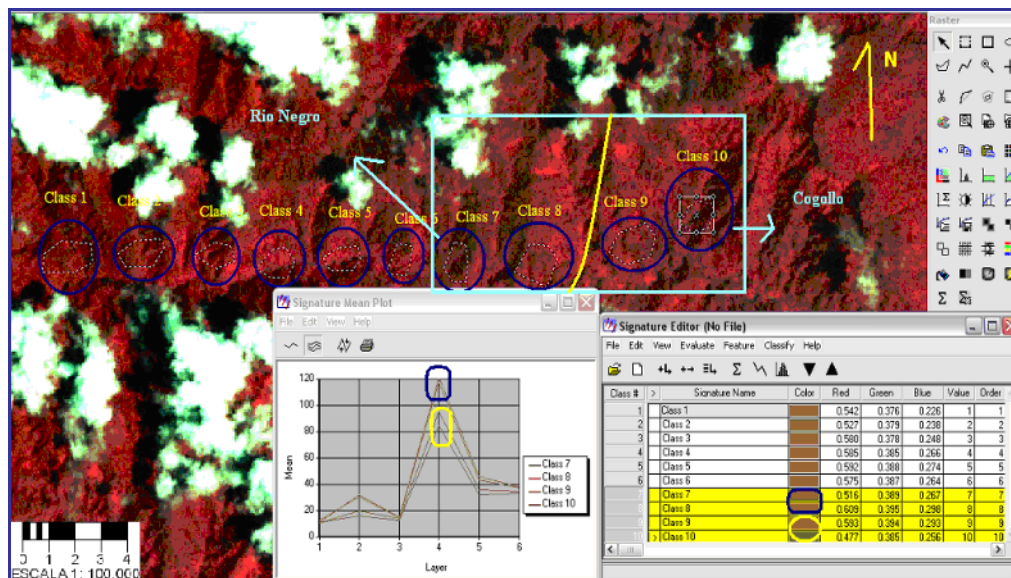 Raster
N
Rio Negro
Class 10
Class 1
Class 2
Class 3
Class 4
Class 5
Class 6
Class 7
Class 8
Class 9
Cogollo
Signature Mean Plot
File Edit View Help
120
100
80
60
40
20
0
Mean
1 2 3 4 5 6
Layer
Class 7
Class 8
Class 9
Class 10
Signature Editor (No File)
File Edit View Evaluate Feature Classify Help
Class # > Signature Name Color Red Green Blue Value Order
1 Class 1 0.542 0.376 0.226 1 1
2 Class 2 0.527 0.379 0.238 2 2
3 Class 3 0.580 0.378 0.248 3 3
4 Class 4 0.585 0.385 0.266 4 4
5 Class 5 0.592 0.388 0.274 5 5
6 Class 6 0.575 0.387 0.264 6 6
7 Class 7 0.516 0.389 0.267 7 7
8 Class 8 0.609 0.395 0.298 8 8
9 Class 9 0.593 0.394 0.293 9 9
10 > Class 10 0.477 0.385 0.256 10 10
0 1 2 3 4
ESCALA 1: 100.000